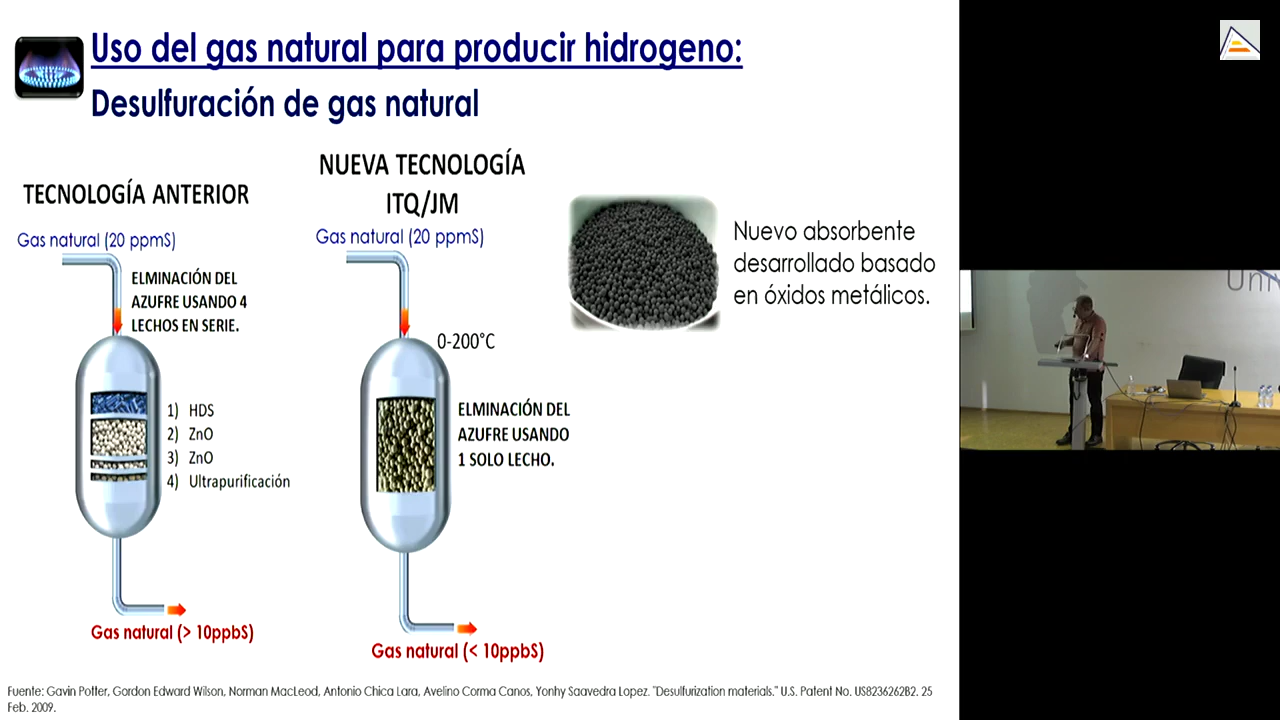 Uso del gas natural para producir hidrogeno:
Desulfuración de gas natural
TECNOLOGÍA ANTERIOR
Gas natural (20 ppmS)
ELMINACIÓN DEL
AZUFRE USANDO 4
LECHOS EN SERIE.
1) HDS
2) ZnO
3) ZnO
4) Ultrapurificación
Gas natural (> 10ppbS)
NUEVA TECNOLOGÍA
ITQ/JM
Gas natural (20 ppmS)
0-200°C
ELMINACIÓN DEL
AZUFRE USANDO
1 SOLO LECHO.
Gas natural (< 10ppbS)
Nuevo absorbente
desarrollado basado
en óxidos metálicos.
Fuente: Gavin Potter, Gordon Edward Wilson, Norman MacLeod, Antonio Chica Lara, Avelino Corma Canos, Yonhy Saavedra Lopez. "Desulfurization materials." U.S. Patent No. US8236262B2. 25
Feb. 2009.
Uni